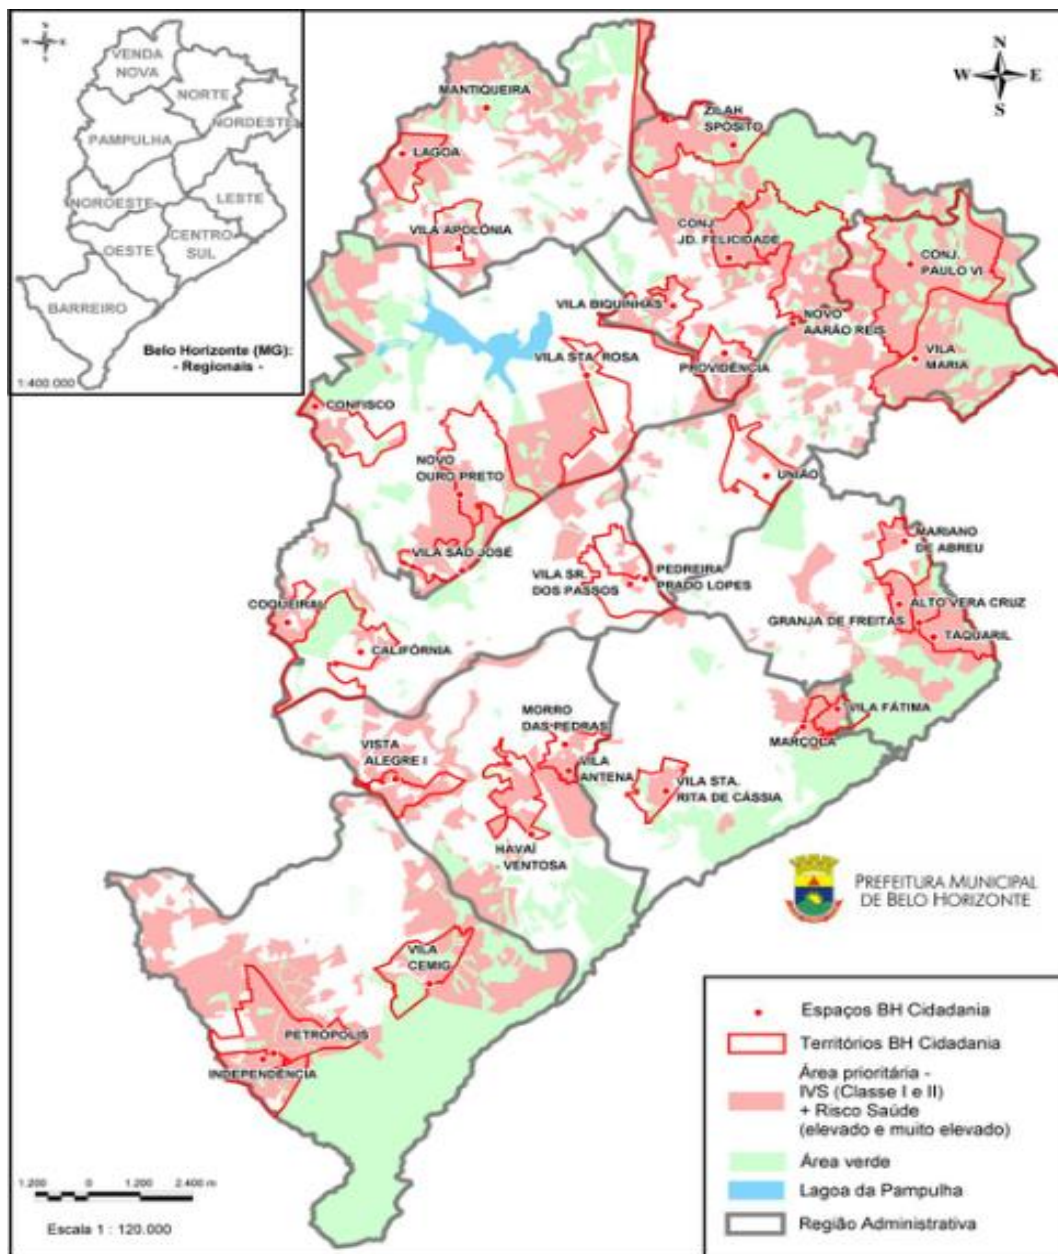 N
W E
S
VENDA
NOVA
NORTE
NORDESTE
PAMPULHA
NOROESTE
LESTE
CENTRO
SUL
OESTE
BARREIRO
Belo Horizonte (MG):
- Regionais -
1:400.000
N
W E
S
MANTIQUEIRA
ZILAH
SPÓSITO
LAGOA
VILA APOLÔNIA
CONJ.
JD. FELICIDADE
CONJ.
PAULO VI
VILA BIQUINHAS
NOVO
AARÃO REIS
VILA STA. ROSA
PROVIDÊNCIA
VILA
MARIA
CONFISCO
NOVO
OURO PRETO
UNIÃO
MARIANO
DE ABREU
VILA SÃO JOSÉ
VILA SR.
DOS PASSOS
PEDREIRA
PRADO LOPES
COQUEIRAL
ALTO VERA CRUZ
GRANJA DE FREITAS
TAQUARIL
CALIFÓRNIA
MORRO
DAS PEDRAS
VILA FÁTIMA
MARÇOLA
VISTA
ALEGRE I
VILA
ANTENA
VILA STA.
RITA DE CÁSSIA
HAVAÍ
- VENTOSA
PREFEITURA MUNICIPAL
DE BELO HORIZONTE
VILA
CEMIG
PETRÓPOLIS
INDEPENDÊNCIA
Espaços BH Cidadania
Territórios BH Cidadania
Área prioritária -
IVS (Classe I e II)
+ Risco Saúde
(elevado e muito elevado)
Área verde
Lagoa da Pampulha
Região Administrativa
1.200 0 1.200 2.400 m
Escala 1 : 120.000